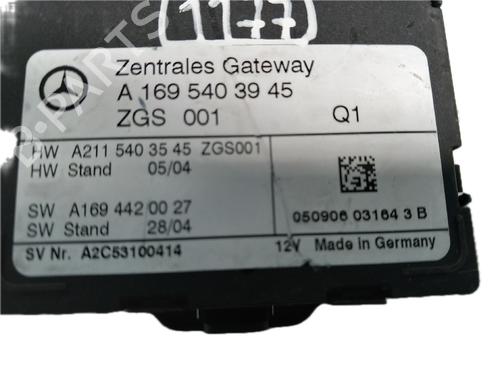 (1177)
Zentrales Gateway
A 169 540 39 45
ZGS 001 Q1
HW A211 540 35 45 ZGS001
HW Stand 05/04
SW A169 442 00 27
SW Stand 28/04
050906 03164 3 B
SV Nr. A2C53100414 12V Made in Germany
B-PARTS